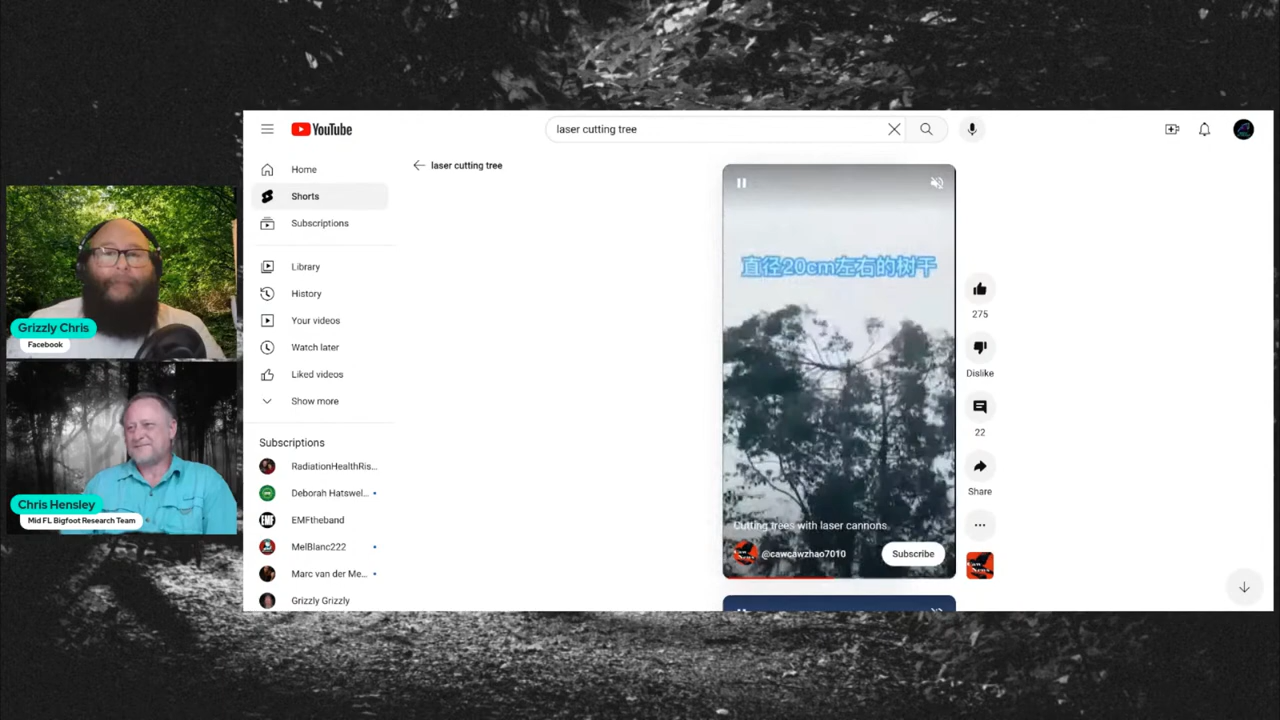 YouTube
laser cutting tree
Home
Shorts
Subscriptions
Library
History
Your videos
Watch later
Liked videos
Show more
Subscriptions
RadiationHealthRis...
Deborah Hatswel...
EMFtheband
EMF
MelBlanc222
Marc van der Me...
Grizzly Grizzly
laser cutting tree
直径20cm左右的树干
Cutting trees with laser cannons
@cawcawzhao7010
Subscribe
275
Dislike
22
Share
Caw News
Grizzly Chris
Facebook
Chris Hensley
Mid FL Bigfoot Research Team